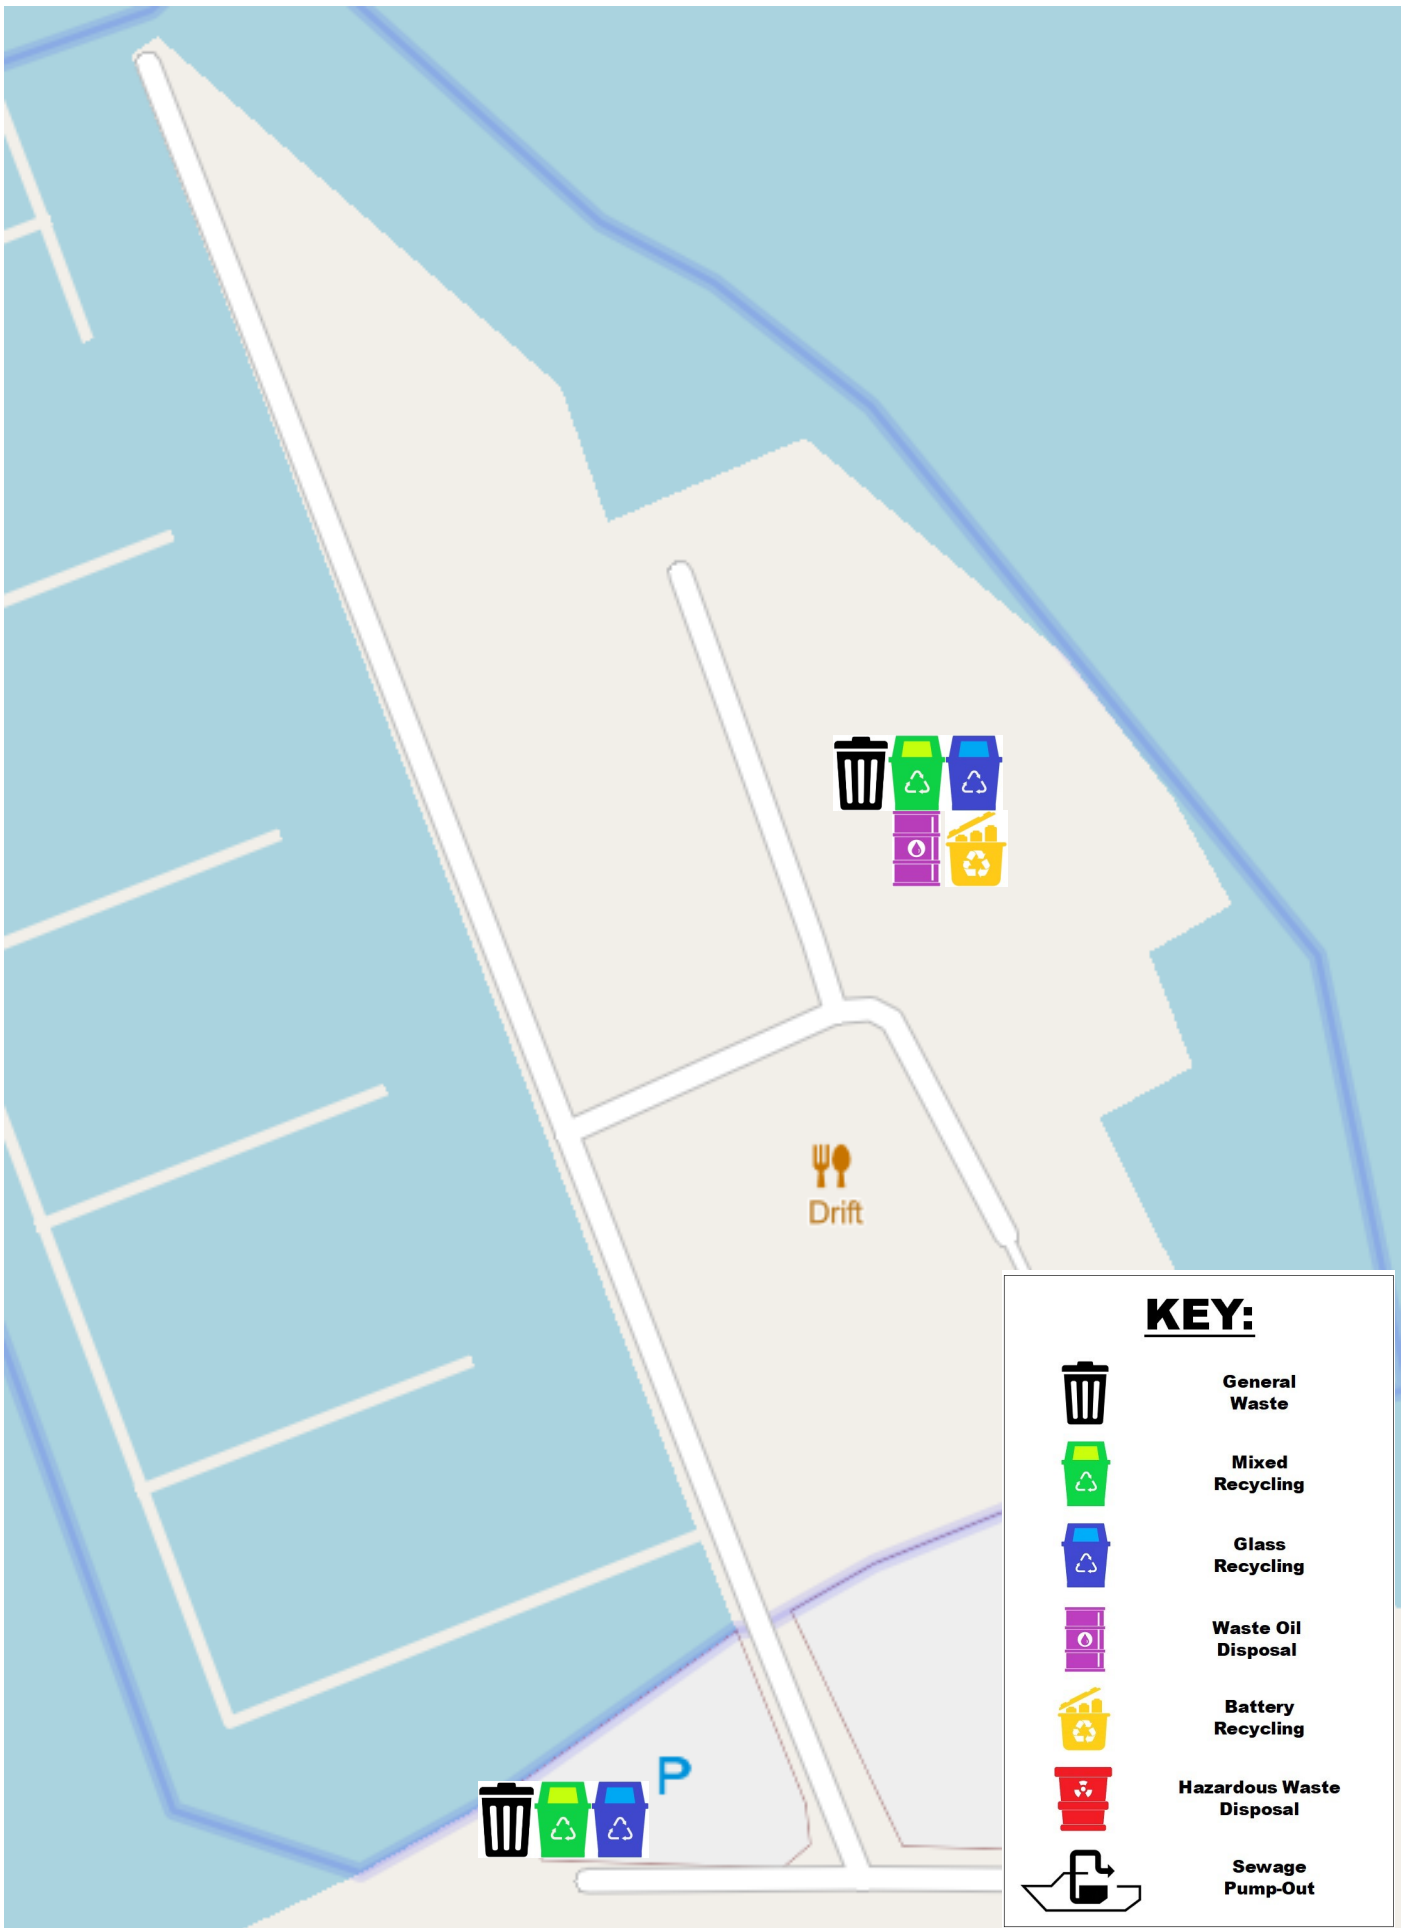 Drift
P
KEY:
General
Waste
Mixed
Recycling
Glass
Recycling
Waste Oil
Disposal
Battery
Recycling
Hazardous Waste
Disposal
Sewage
Pump-Out